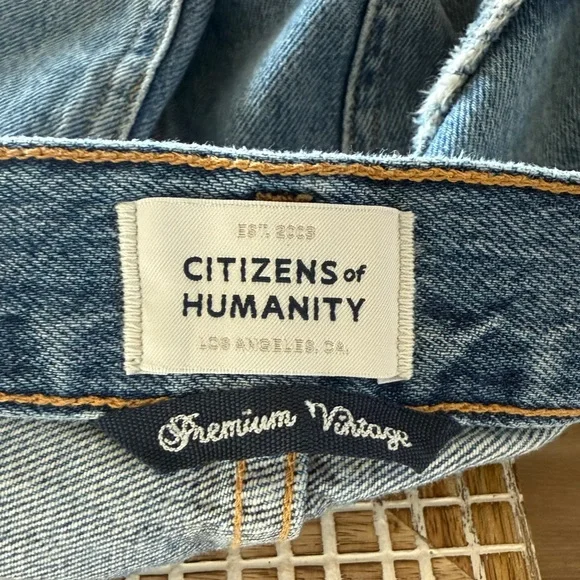 EST. 2003
CITIZENS of
HUMANITY
LOS ANGELES, CA.
Premium Vintage